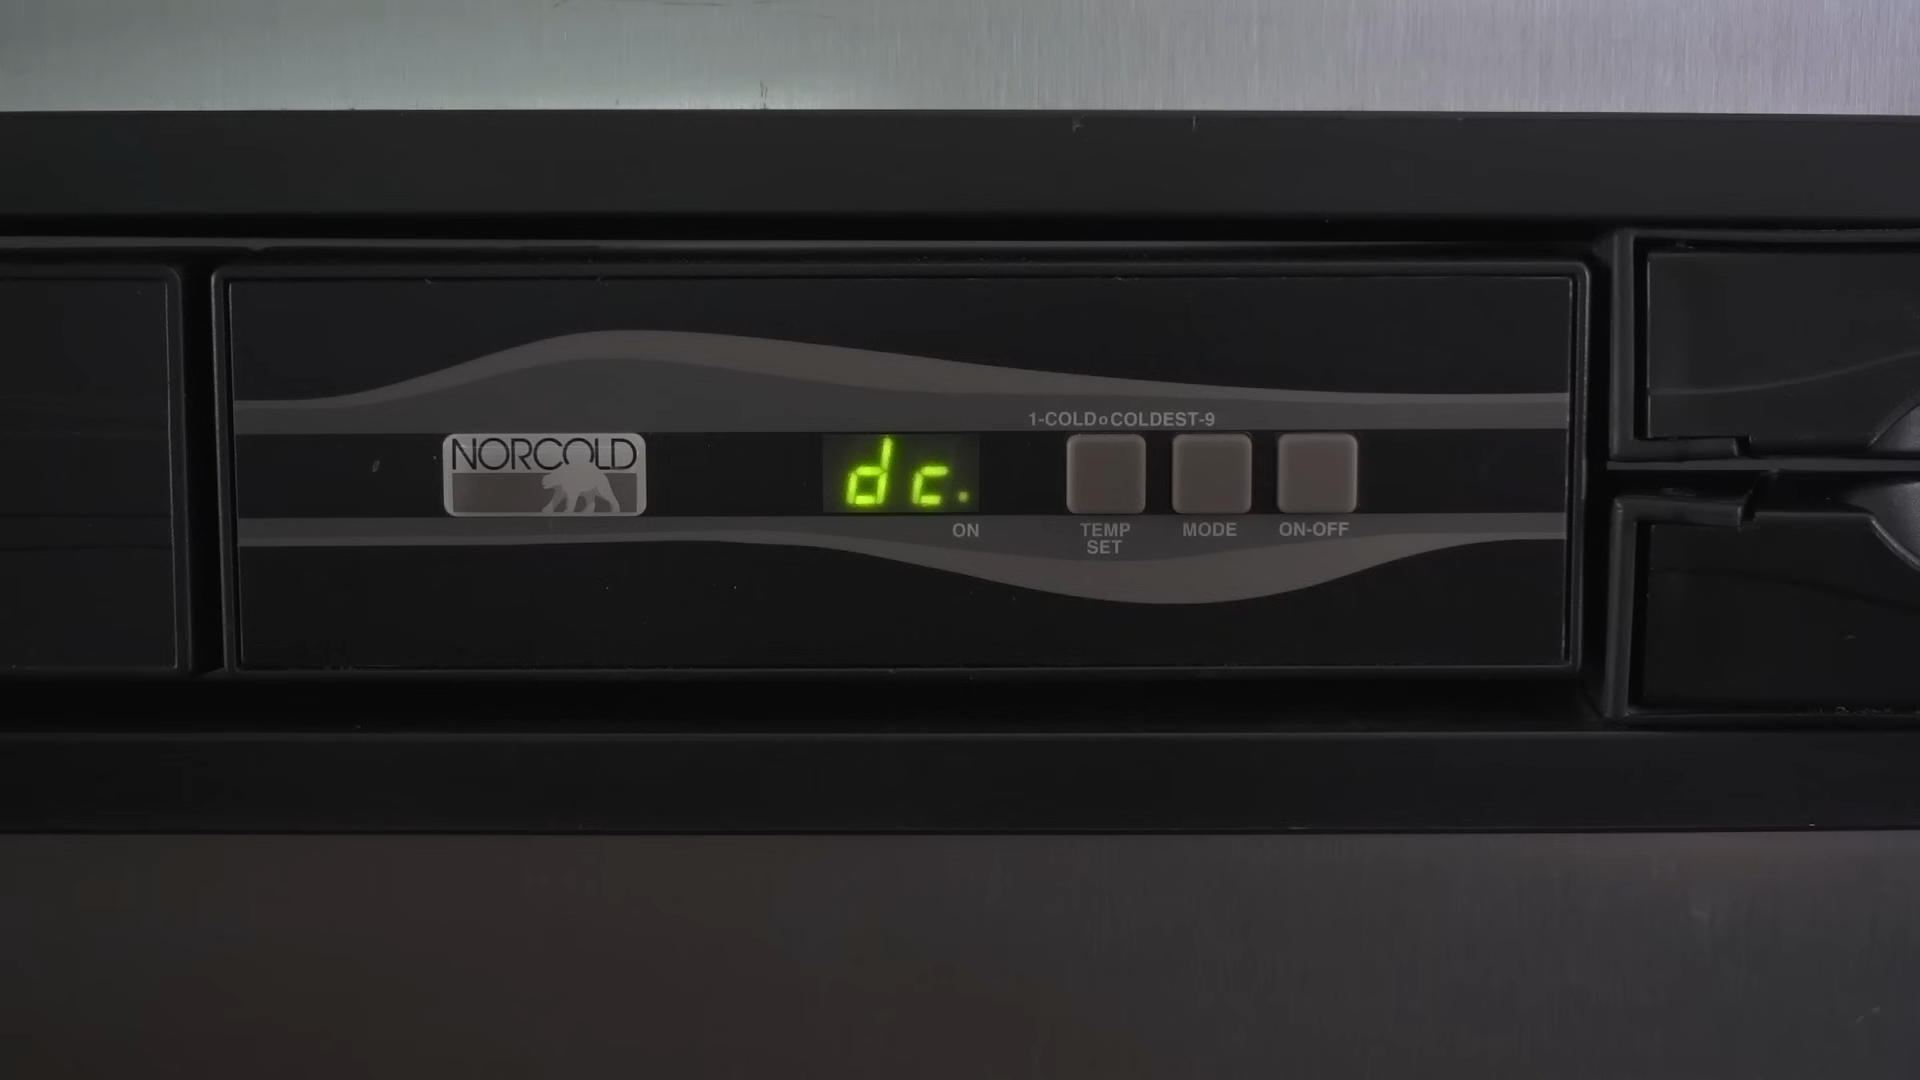 1-COLD o COLDEST-9
NORCOLD
dc.
ON
TEMP
SET
MODE
ON-OFF